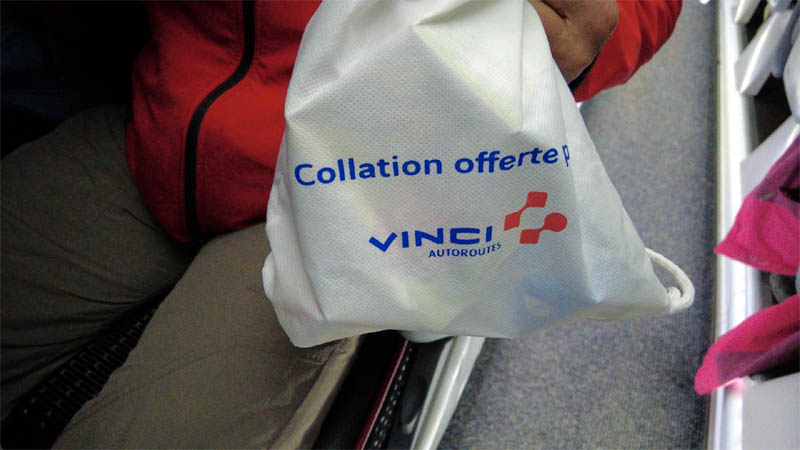 Collation offerte p
VINCI
AUTOROUTES